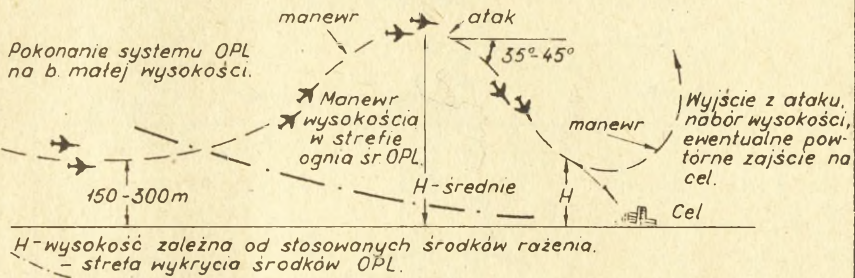 Pokonanie systemu OPL
na b. małej wysokości.
manewr
atak
35°-45°
Manewr
wysokością
w strefie
ognia śr. OPL.
Wyjście z ataku,
nabór wysokości,
ewentualne pow-
tórne zajście na
cel.
manewr
150-300m
H-średnie
H
Cel
H-wysokość zależna od stosowanych środków rażenia.
- strefa wykrycia środków OPL.